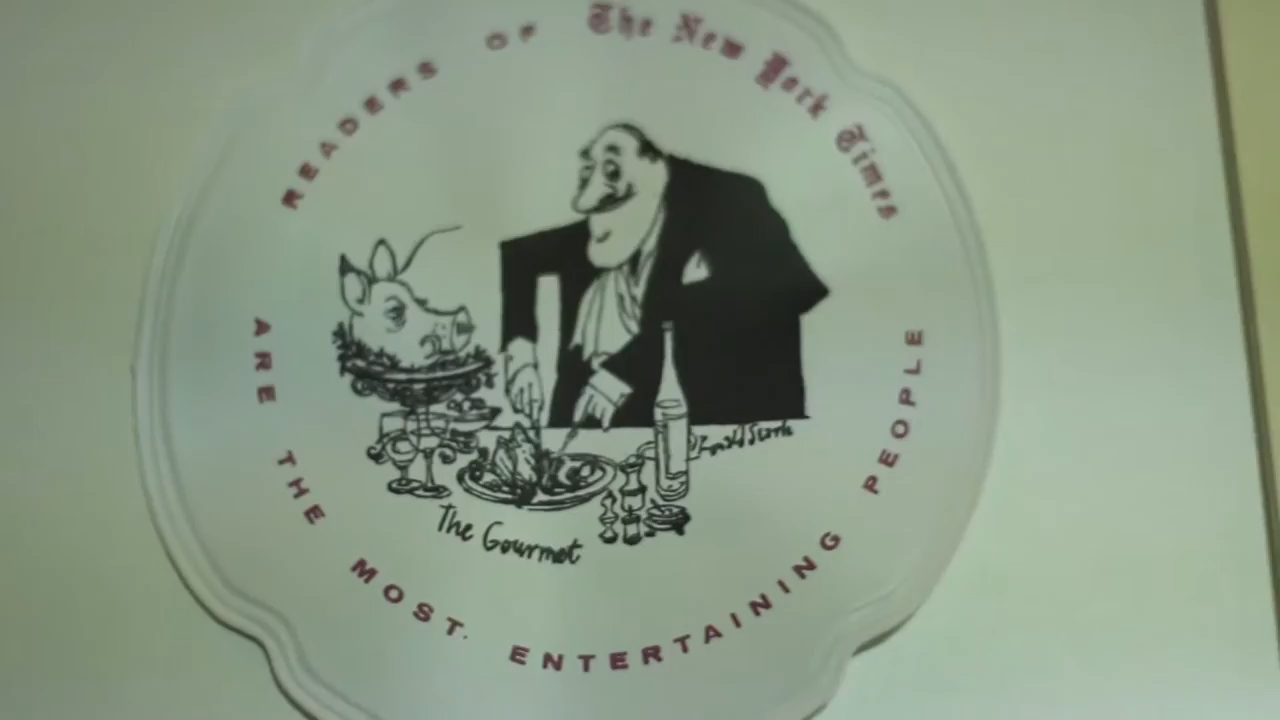 READERS OF The New York Times
ARE THE MOST ENTERTAINING PEOPLE
The Gourmet